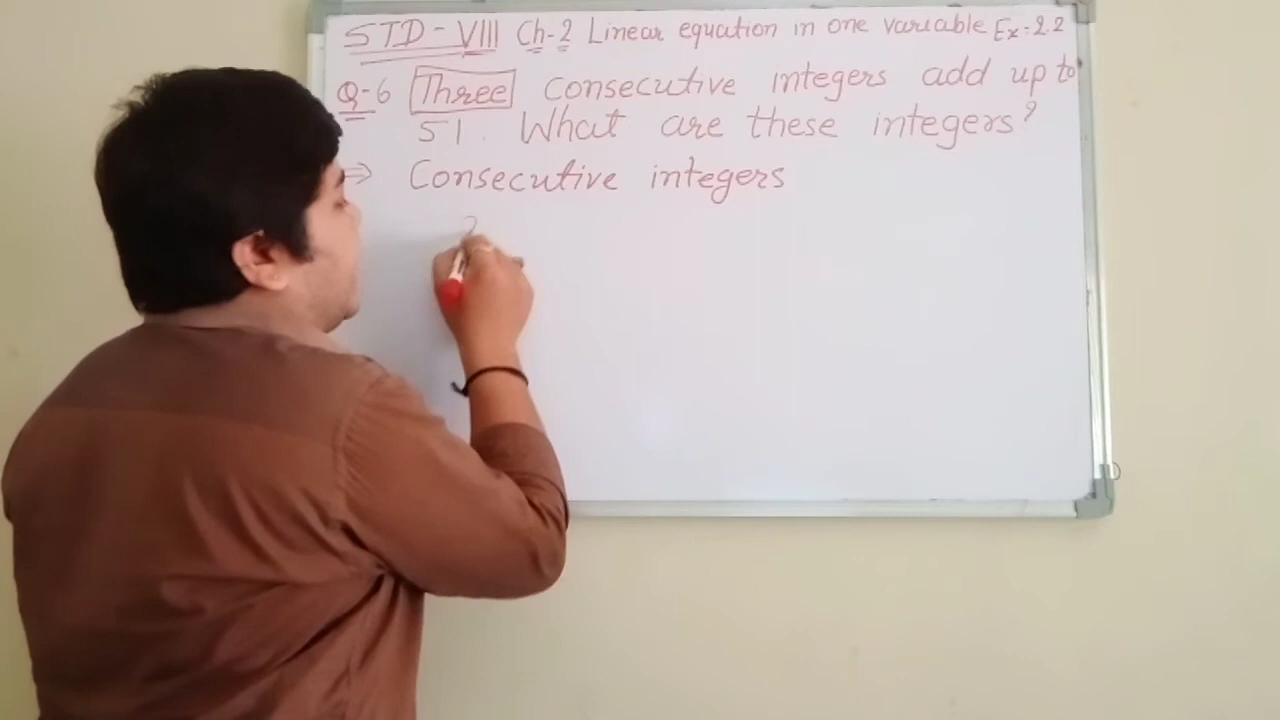 STD - VIII Ch-2 Linear equation in one variable Ex:-2.2
Q-6 Three consecutive integers add up to
51. What are these integers?
⇒ Consecutive integers